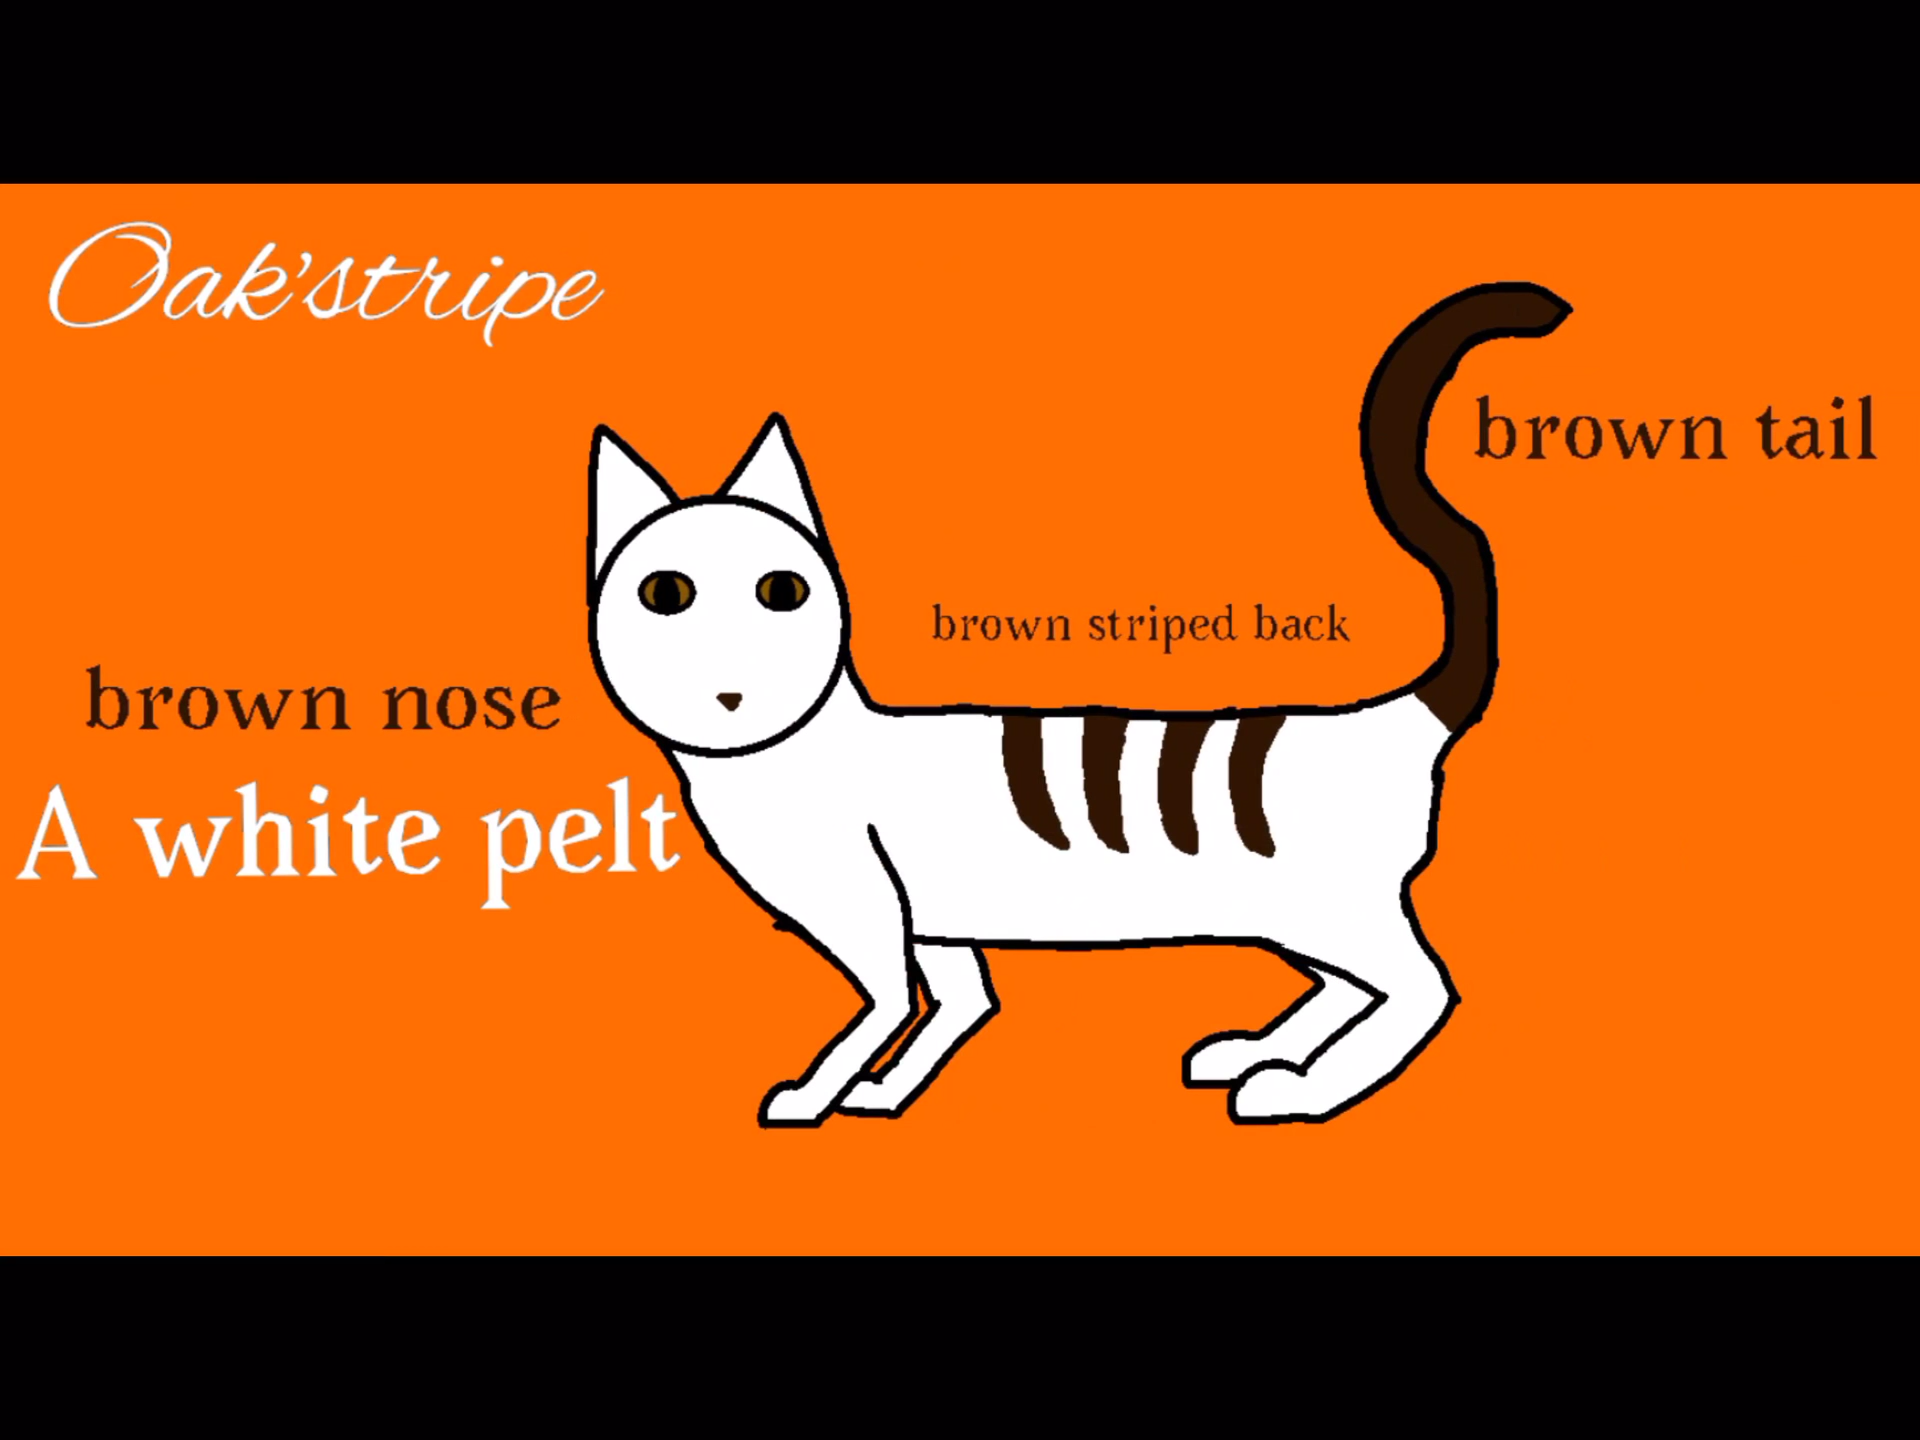 Oak'stripe
brown tail
brown striped back
brown nose
A white pelt